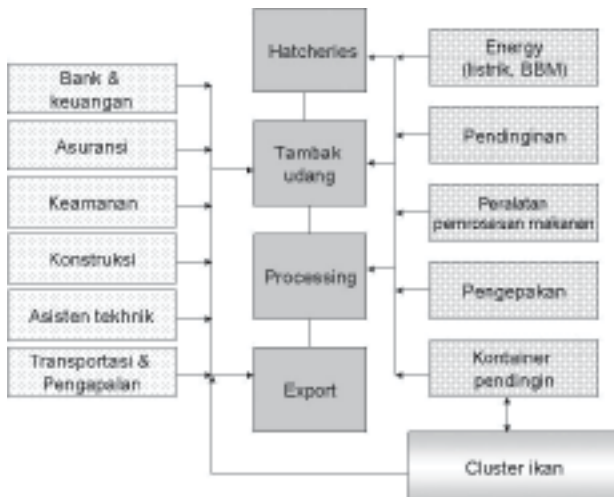 Hatcheries
Energy
(listrik, BBM)
Bank &
keuangan
Asuransi
Tambak
udang
Pendinginan
Keamanan
Peralatan
pemrosesan makanan
Konstruksi
Processing
Pengepakan
Asisten tekhnik
Transportasi &
Pengapalan
Export
Kontainer
pendingin
Cluster ikan